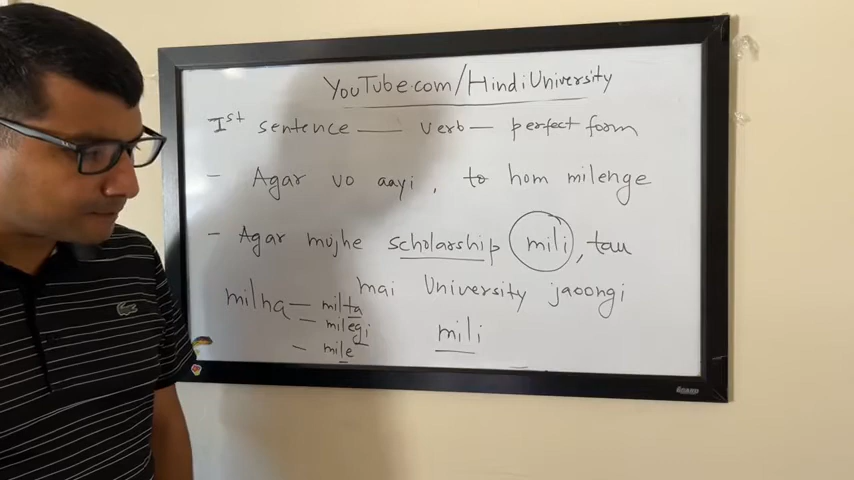 YouTube.com/HindiUniversity
Ist sentence — verb — perfect form
- Agar vo aayi, to hom milenge
- Agar mujhe scholarship mili, tau
mai University jaoongi
milna — milta
- milegi
- mile
mili